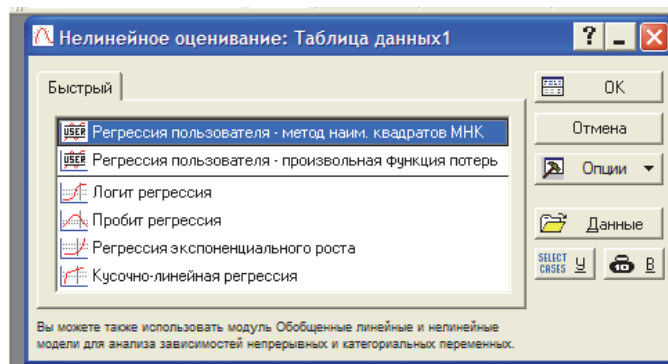 Нелинейное оценивание: Таблица данных1
Быстрый
OK
Регрессия пользователя - метод наим. квадратов МНК
Отмена
Регрессия пользователя - произвольная функция потерь
Опции
Логит регрессия
Пробит регрессия
Данные
Регрессия экспоненциального роста
SELECT CASES У В
Кусочно-линейная регрессия
Вы можете также использовать модуль Обобщенные линейные и нелинейные
модели для анализа зависимостей непрерывных и категориальных переменных.